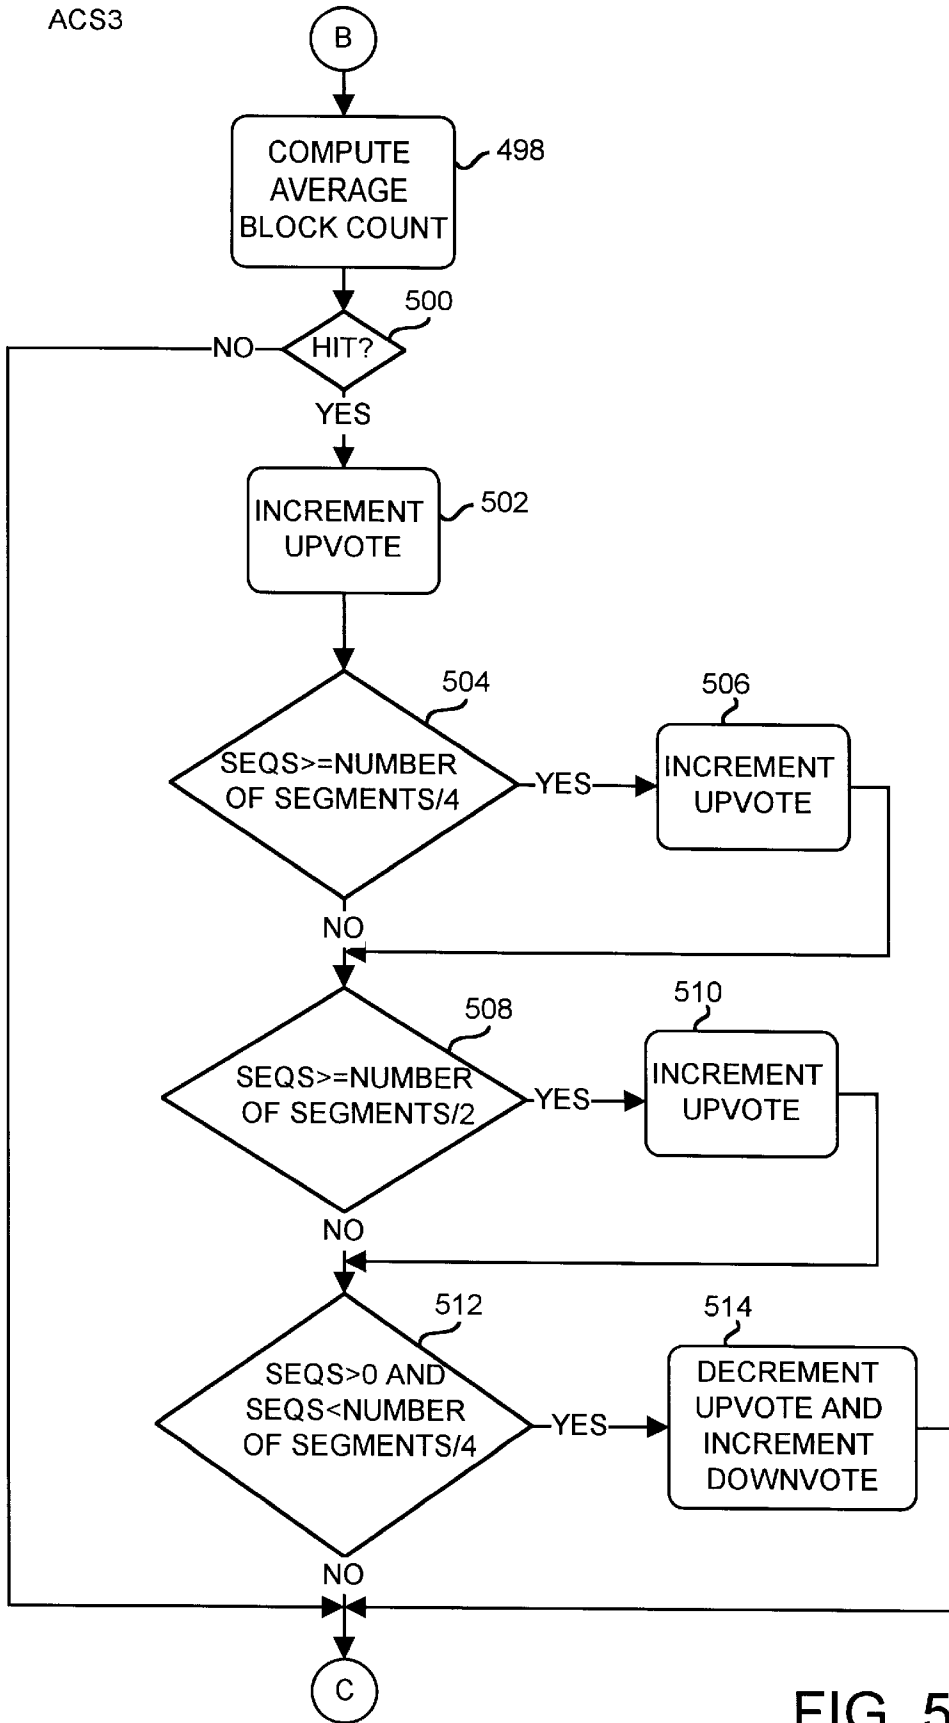 ACS3
B
COMPUTE
AVERAGE
BLOCK COUNT
498
500
HIT?
NO
YES
INCREMENT
UPVOTE
502
504
SEQS>=NUMBER
OF SEGMENTS/4
YES
506
INCREMENT
UPVOTE
NO
508
SEQS>=NUMBER
OF SEGMENTS/2
YES
510
INCREMENT
UPVOTE
NO
512
SEQS>0 AND
SEQS<NUMBER
OF SEGMENTS/4
YES
514
DECREMENT
UPVOTE AND
INCREMENT
DOWNVOTE
NO
C
FIG. 5